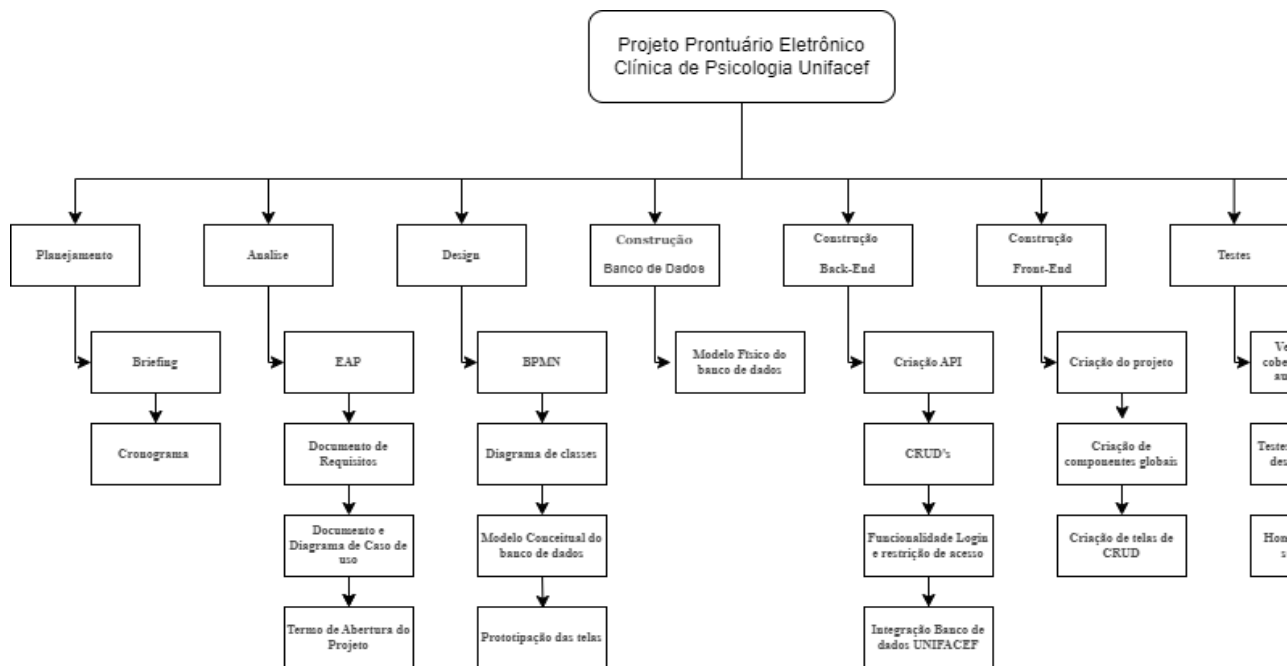 Projeto Prontuário Eletrônico
Clínica de Psicologia Unifacef
Planejamento
Analise
Design
Construção
Banco de Dados
Construção
Back-End
Construção
Front-End
Testes
Briefing
Cronograma
EAP
Documento de
Requisitos
Documento e
Diagrama de Caso de
uso
Termo de Abertura do
Projeto
BPMN
Diagrama de classes
Modelo Conceitual do
banco de dados
Prototipação das telas
Modelo Físico do
banco de dados
Criação API
CRUD's
Funcionalidade Login
e restrição de acesso
Integração Banco de
dados UNIFACEF
Criação do projeto
Criação de
componentes globais
Criação de telas de
CRUD
Testes